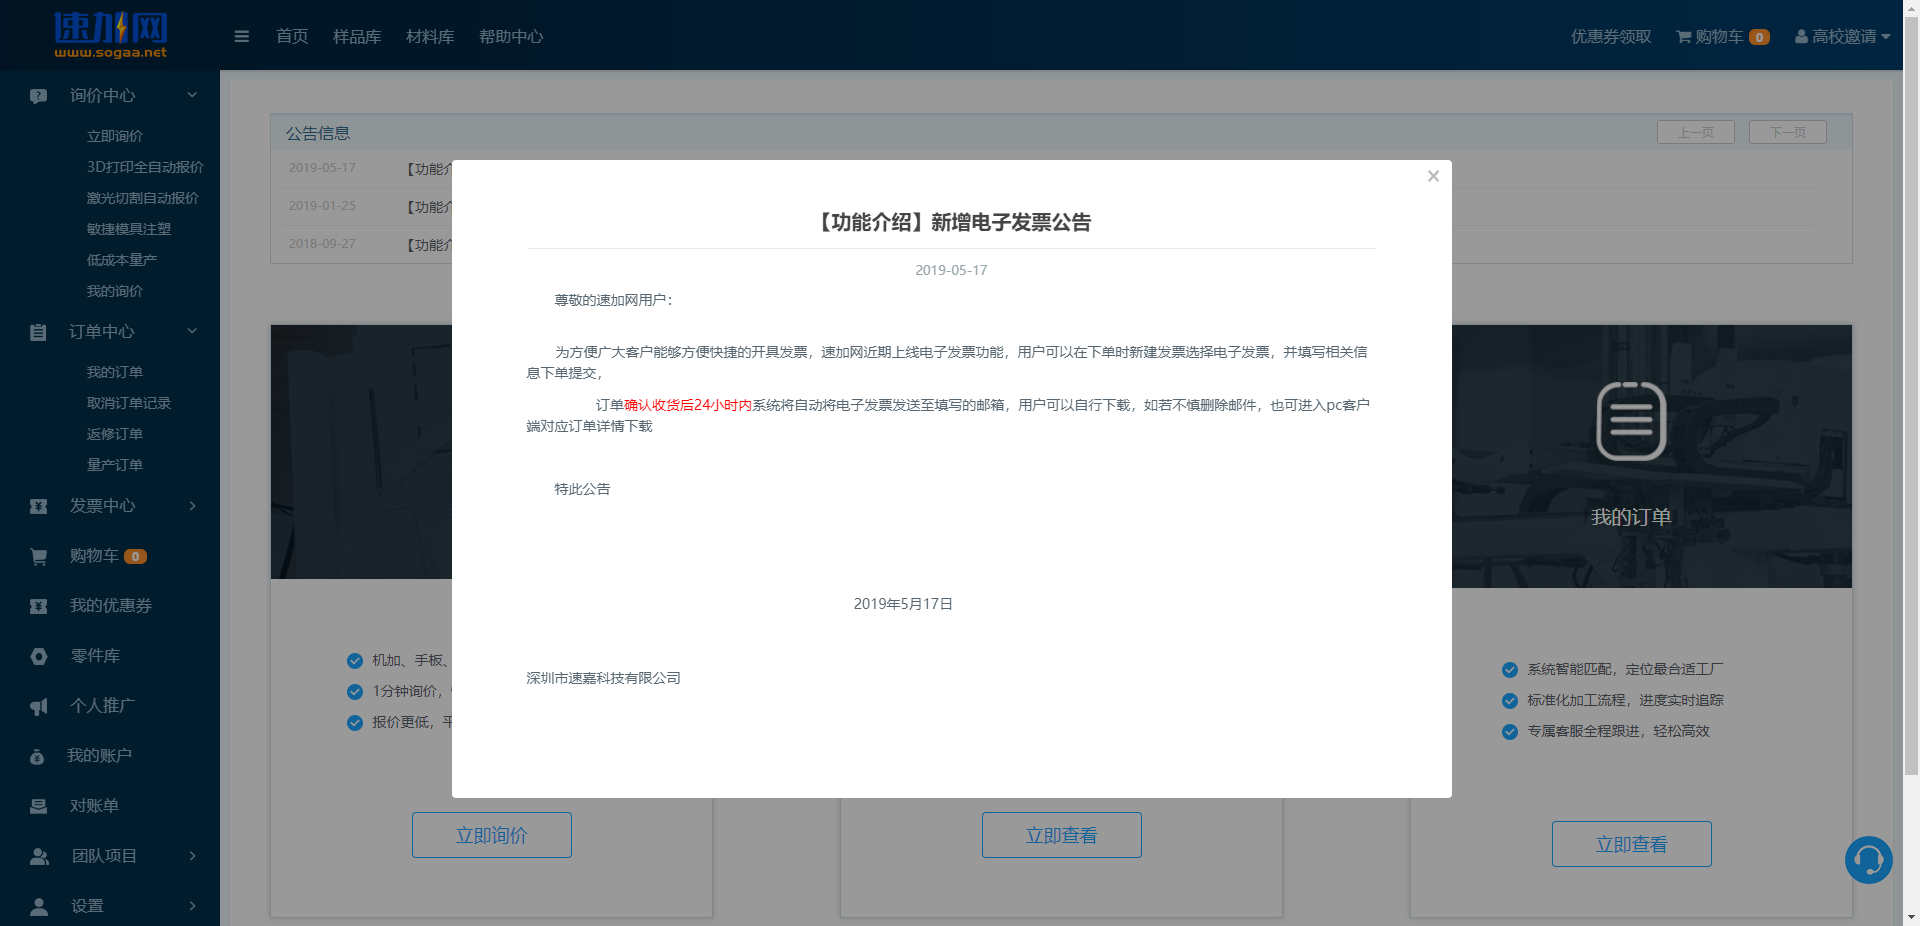 速加网
www.sogaa.net
首页 样品库 材料库 帮助中心
优惠券领取 购物车 0 高校邀请
询价中心
立即询价
3D打印全自动报价
激光切割自动报价
敏捷模具注塑
低成本量产
我的询价
订单中心
我的订单
取消订单记录
返修订单
量产订单
发票中心
购物车 0
我的优惠券
零件库
个人推广
我的账户
对账单
团队项目
设置
公告信息
上一页 下一页
2019-05-17 【功能介
2019-01-25 【功能介
2018-09-27 【功能介
【功能介绍】新增电子发票公告
2019-05-17
尊敬的速加网用户：
为方便广大客户能够方便快捷的开具发票，速加网近期上线电子发票功能，用户可以在下单时新建发票选择电子发票，并填写相关信
息下单提交，
订单确认收货后24小时内系统将自动将电子发票发送至填写的邮箱，用户可以自行下载，如若不慎删除邮件，也可进入pc客户
端对应订单详情下载
特此公告
2019年5月17日
深圳市速嘉科技有限公司
机加、手板、
1分钟询价，
报价更低，平
立即询价
立即查看
我的订单
系统智能匹配，定位最合适工厂
标准化加工流程，进度实时追踪
专属客服全程跟进，轻松高效
立即查看